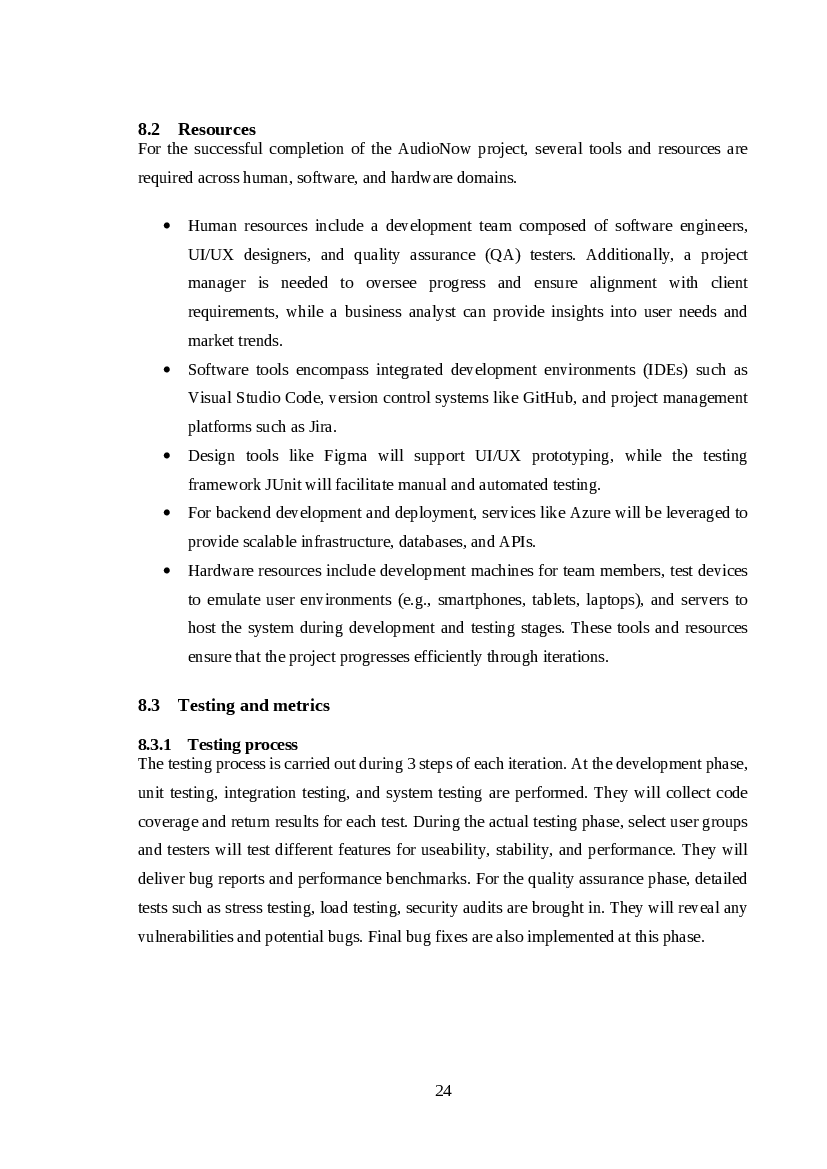 8.2 Resources
For the successful completion of the AudioNow project, several tools and resources are
required across human, software, and hardware domains.
• Human resources include a development team composed of software engineers,
UI/UX designers, and quality assurance (QA) testers. Additionally, a project
manager is needed to oversee progress and ensure alignment with client
requirements, while a business analyst can provide insights into user needs and
market trends.
• Software tools encompass integrated development environments (IDEs) such as
Visual Studio Code, version control systems like GitHub, and project management
platforms such as Jira.
• Design tools like Figma will support UI/UX prototyping, while the testing
framework JUnit will facilitate manual and automated testing.
• For backend development and deployment, services like Azure will be leveraged to
provide scalable infrastructure, databases, and APIs.
• Hardware resources include development machines for team members, test devices
to emulate user environments (e.g., smartphones, tablets, laptops), and servers to
host the system during development and testing stages. These tools and resources
ensure that the project progresses efficiently through iterations.
8.3 Testing and metrics
8.3.1 Testing process
The testing process is carried out during 3 steps of each iteration. At the development phase,
unit testing, integration testing, and system testing are performed. They will collect code
coverage and return results for each test. During the actual testing phase, select user groups
and testers will test different features for useability, stability, and performance. They will
deliver bug reports and performance benchmarks. For the quality assurance phase, detailed
tests such as stress testing, load testing, security audits are brought in. They will reveal any
vulnerabilities and potential bugs. Final bug fixes are also implemented at this phase.
24